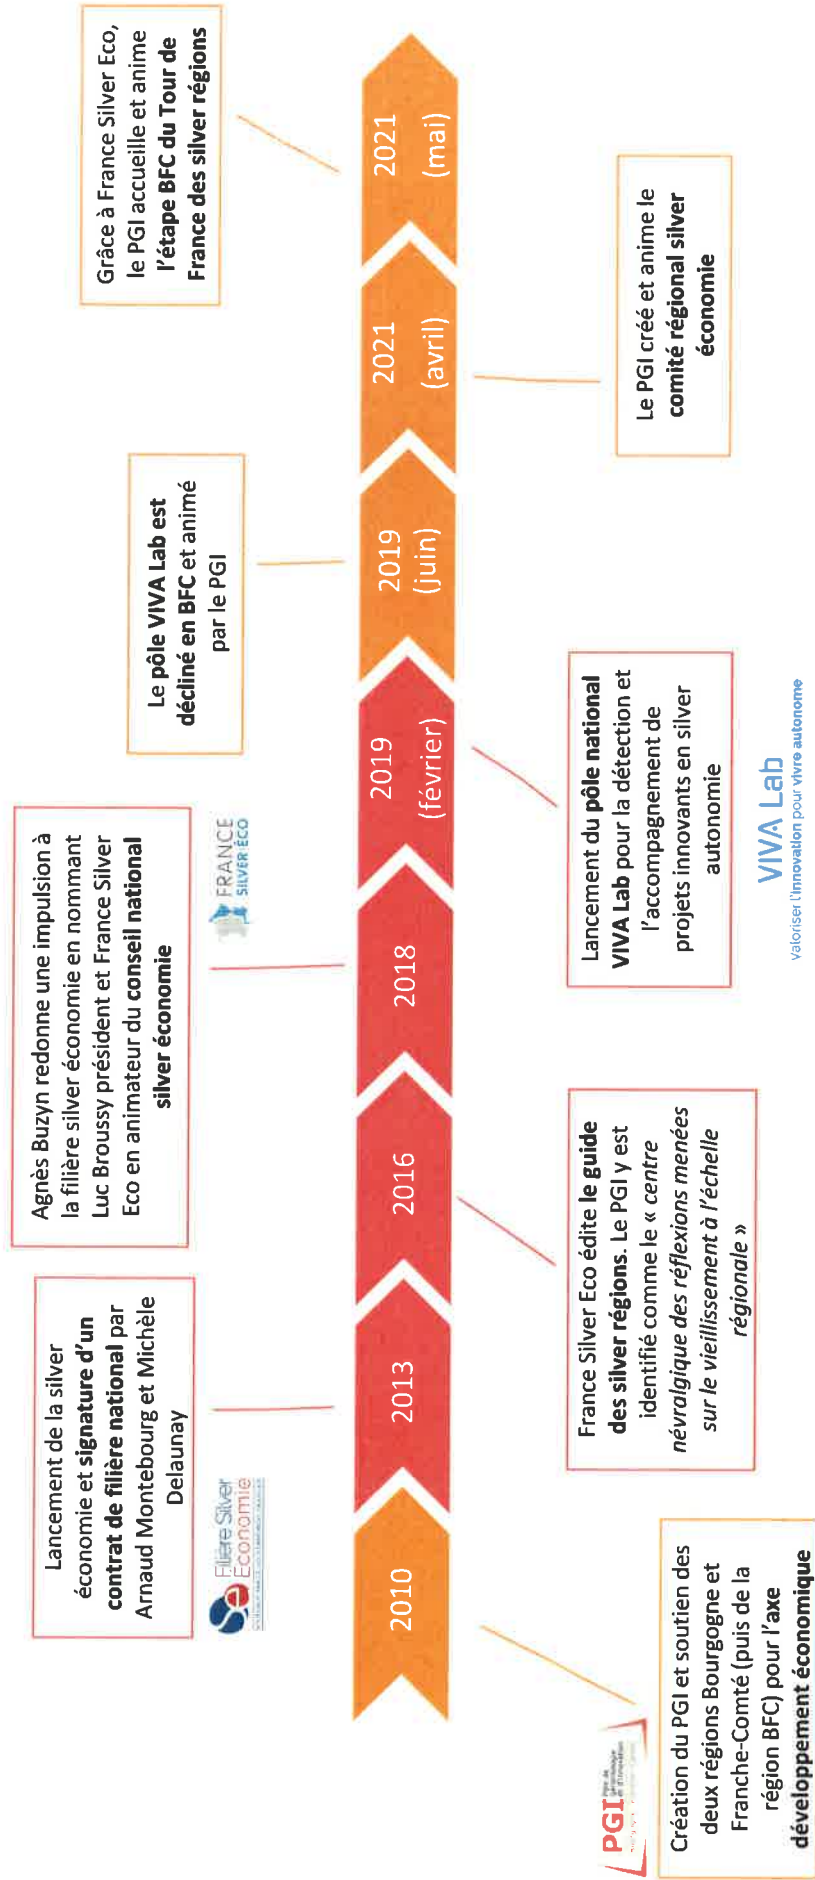 Lancement de la silver
économie et signature d'un
contrat de filière national par
Arnaud Montebourg et Michèle
Delaunay
Filière Silver
Economie
Agnès Buzyn redonne une impulsion à
la filière silver économie en nommant
Luc Broussy président et France Silver
Eco en animateur du conseil national
silver économie
FRANCE
SILVER ÉCO
Le pôle VIVA Lab est
décliné en BFC et animé
par le PGI
Grâce à France Silver Eco,
le PGI accueille et anime
l'étape BFC du Tour de
France des silver régions
2010
2013
2016
2018
2019
(février)
2019
(juin)
2021
(avril)
2021
(mai)
PGI
Pôle de
Gérontologie
et d'Innovation
Création du PGI et soutien des
deux régions Bourgogne et
Franche-Comté (puis de la
région BFC) pour l'axe
développement économique
France Silver Eco édite le guide
des silver régions. Le PGI y est
identifié comme le « centre
névralgique des réflexions menées
sur le vieillissement à l'échelle
régionale »
Lancement du pôle national
VIVA Lab pour la détection et
l'accompagnement de
projets innovants en silver
autonomie
VIVA Lab
Valoriser l'innovation pour vivre autonome
Le PGI créé et anime le
comité régional silver
économie